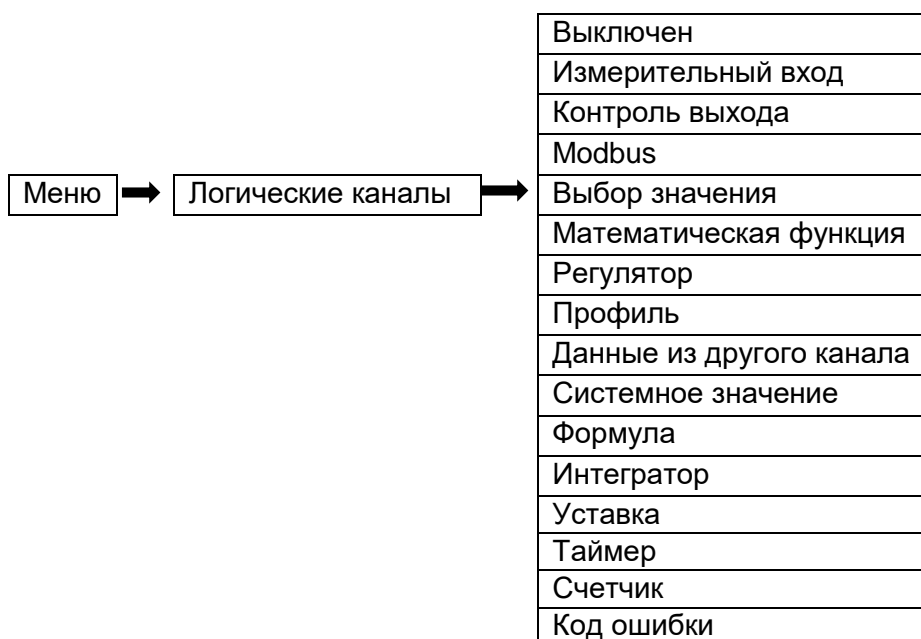 Меню
Логические каналы
Выключен
Измерительный вход
Контроль выхода
Modbus
Выбор значения
Математическая функция
Регулятор
Профиль
Данные из другого канала
Системное значение
Формула
Интегратор
Уставка
Таймер
Счетчик
Код ошибки